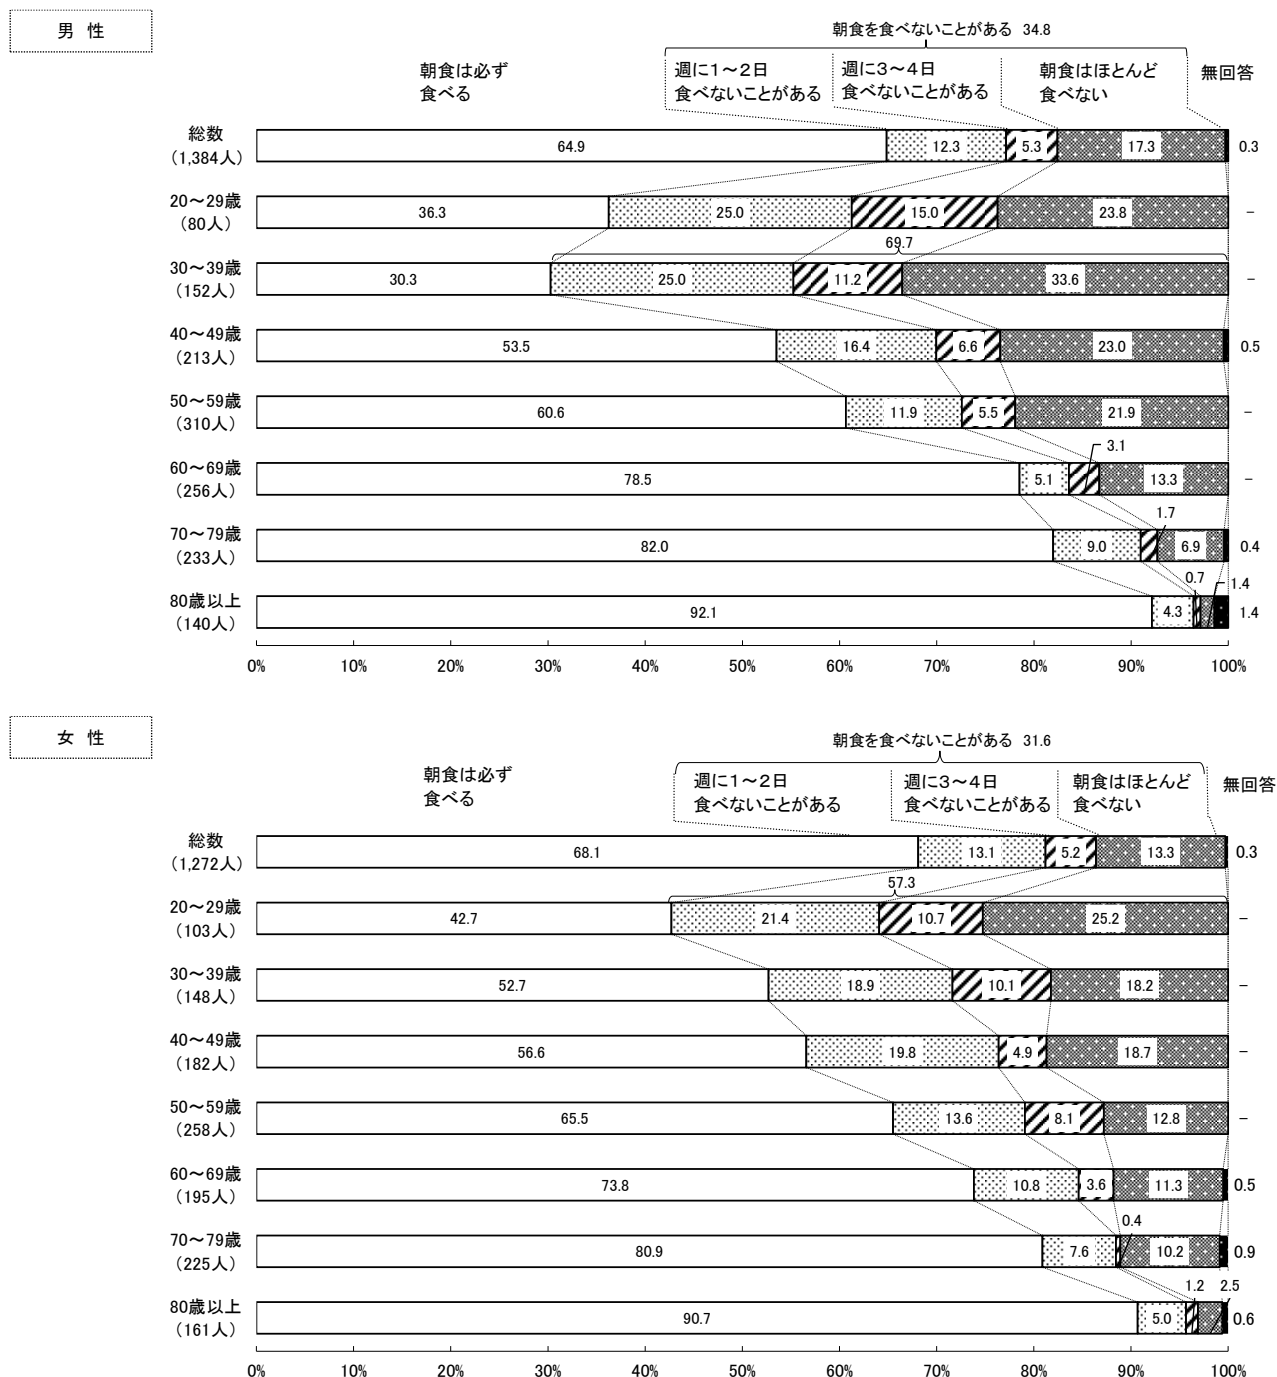 男 性
朝食を食べないことがある 34.8
朝食は必ず
食べる
週に1～2日
食べないことがある
週に3～4日
食べないことがある
朝食はほとんど
食べない
無回答
総数
(1,384人)
64.9 12.3 5.3 17.3 0.3
20～29歳
(80人)
36.3 25.0 15.0 23.8 －
69.7
30～39歳
(152人)
30.3 25.0 11.2 33.6 －
40～49歳
(213人)
53.5 16.4 6.6 23.0 0.5
50～59歳
(310人)
60.6 11.9 5.5 21.9 －
60～69歳
(256人)
78.5 5.1 3.1 13.3 －
70～79歳
(233人)
82.0 9.0 1.7 6.9 0.4
80歳以上
(140人)
92.1 4.3 0.7 1.4 1.4
0% 10% 20% 30% 40% 50% 60% 70% 80% 90% 100%
女 性
朝食を食べないことがある 31.6
朝食は必ず
食べる
週に1～2日
食べないことがある
週に3～4日
食べないことがある
朝食はほとんど
食べない
無回答
総数
(1,272人)
68.1 13.1 5.2 13.3 0.3
57.3
20～29歳
(103人)
42.7 21.4 10.7 25.2 －
30～39歳
(148人)
52.7 18.9 10.1 18.2 －
40～49歳
(182人)
56.6 19.8 4.9 18.7 －
50～59歳
(258人)
65.5 13.6 8.1 12.8 －
60～69歳
(195人)
73.8 10.8 3.6 11.3 0.5
70～79歳
(225人)
80.9 7.6 0.4 10.2 0.9
80歳以上
(161人)
90.7 5.0 1.2 2.5 0.6
0% 10% 20% 30% 40% 50% 60% 70% 80% 90% 100%